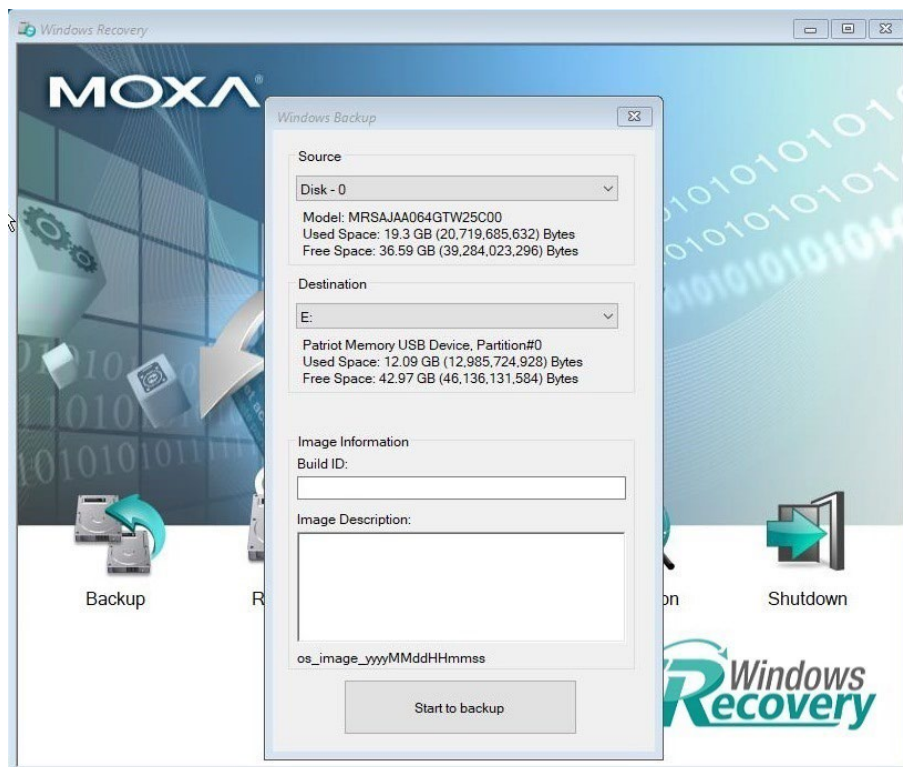 Windows Recovery
MOXA®
Windows Backup
Source
Disk - 0
Model: MRSAJAA064GTW25C00
Used Space: 19.3 GB (20,719,685,632) Bytes
Free Space: 36.59 GB (39,284,023,296) Bytes
Destination
E:
Patriot Memory USB Device, Partition#0
Used Space: 12.09 GB (12,985,724,928) Bytes
Free Space: 42.97 GB (46,136,131,584) Bytes
Image Information
Build ID:
Image Description:
os_image_yyyyMMddHHmmss
Start to backup
Backup
R
on
Shutdown
Windows
Recovery